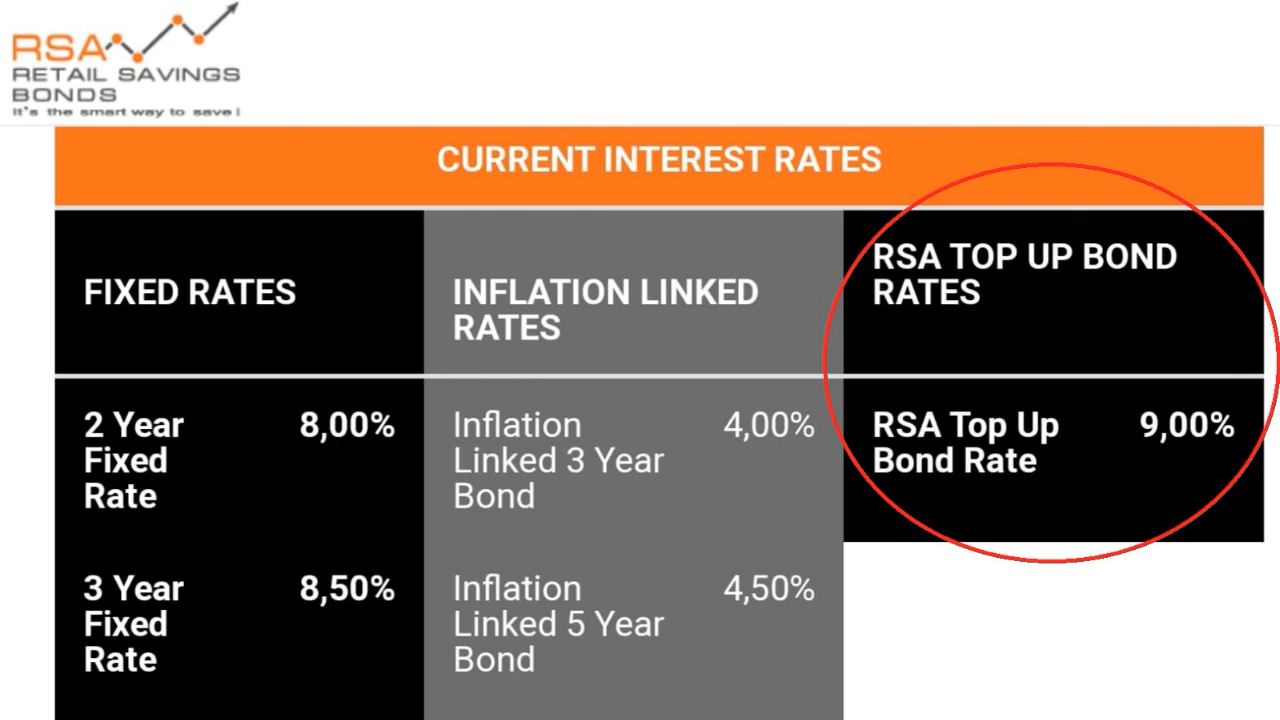 RSA
RETAIL SAVINGS
BONDS
It's the smart way to save!
CURRENT INTEREST RATES
FIXED RATES
INFLATION LINKED
RATES
RSA TOP UP BOND
RATES
2 Year
Fixed
Rate
8,00%
Inflation
Linked 3 Year
Bond
4,00%
RSA Top Up
Bond Rate
9,00%
3 Year
Fixed
Rate
8,50%
Inflation
Linked 5 Year
Bond
4,50%